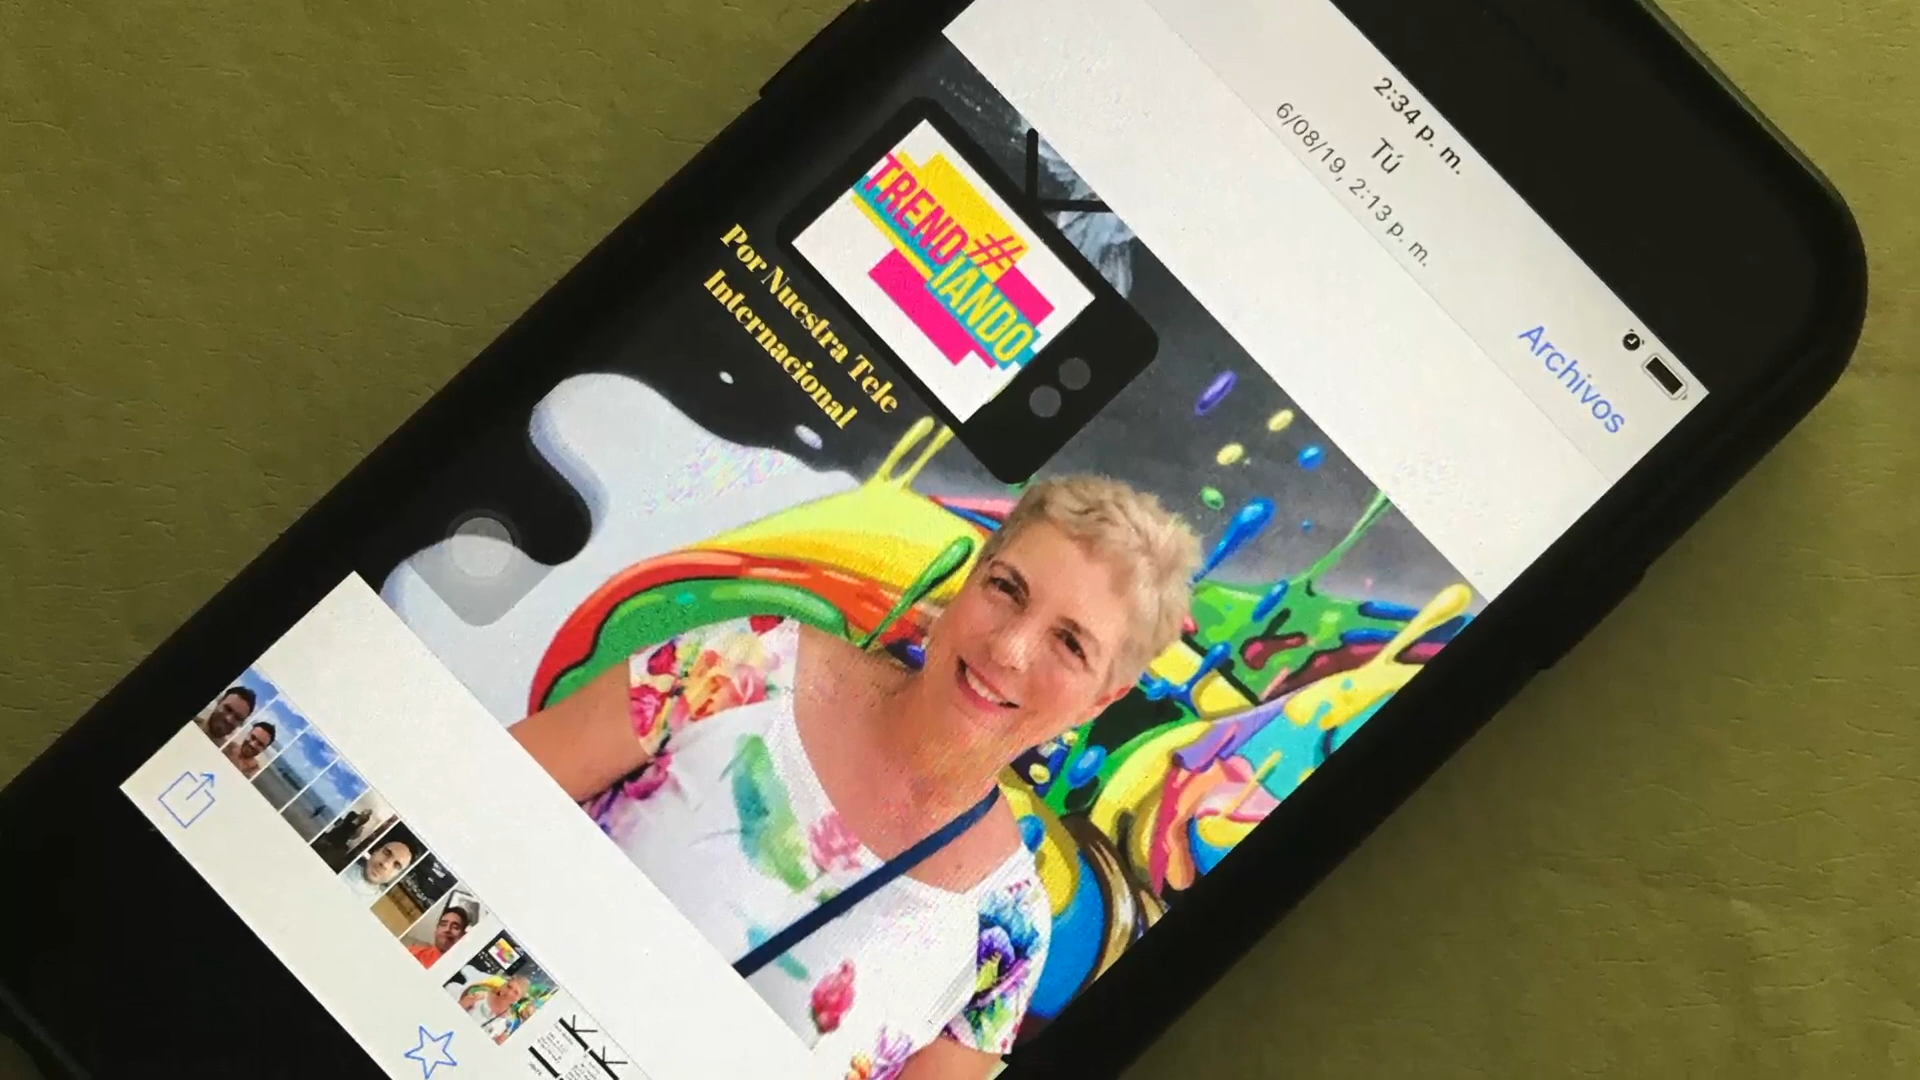 2:34 p. m.
Tú
6/08/19, 2:13 p. m.
Archivos
TREND
#
IANDO
Por Nuestra Tele
Internacional